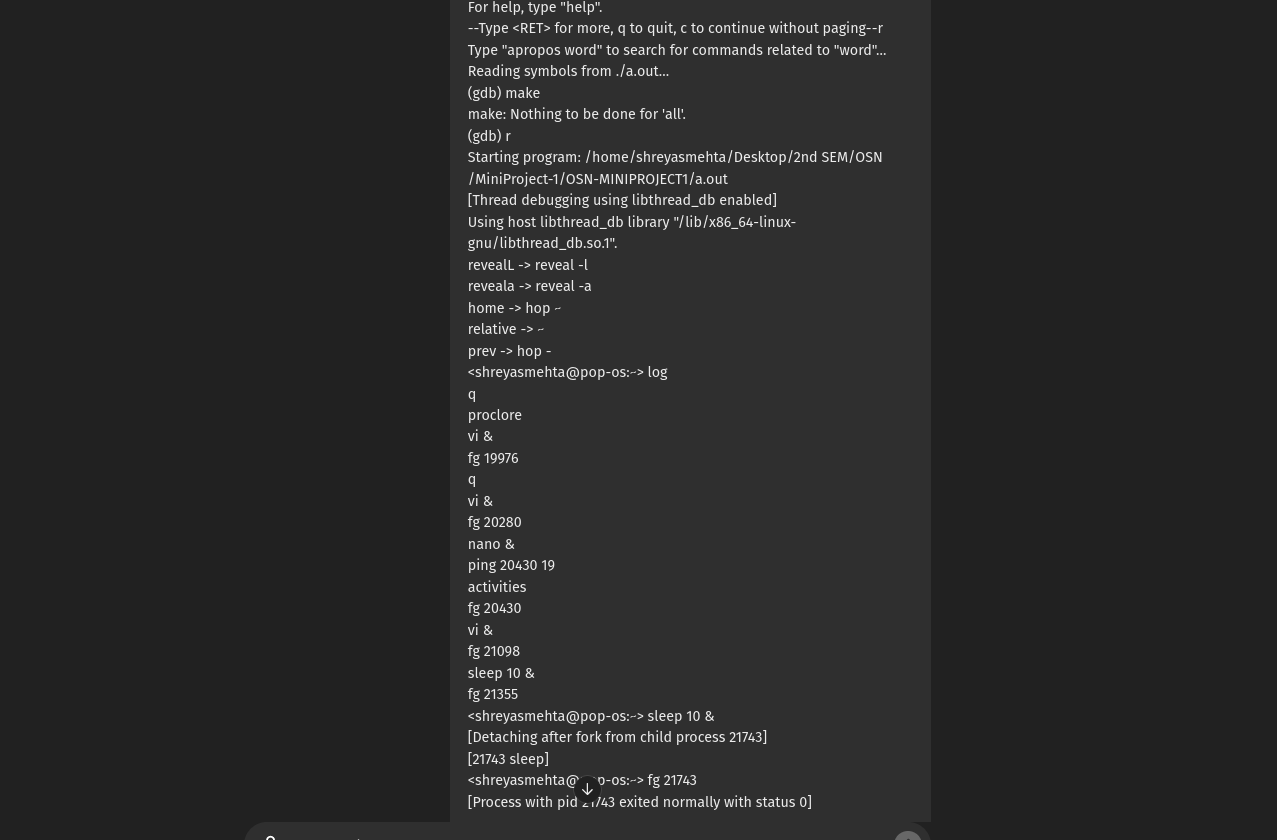 For help, type "help".
--Type <RET> for more, q to quit, c to continue without paging--r
Type "apropos word" to search for commands related to "word"...
Reading symbols from ./a.out...
(gdb) make
make: Nothing to be done for 'all'.
(gdb) r
Starting program: /home/shreyasmehta/Desktop/2nd SEM/OSN
/MiniProject-1/OSN-MINIPROJECT1/a.out
[Thread debugging using libthread_db enabled]
Using host libthread_db library "/lib/x86_64-linux-
gnu/libthread_db.so.1".
revealL -> reveal -l
reveala -> reveal -a
home -> hop ~
relative -> ~
prev -> hop -
<shreyasmehta@pop-os:~> log
q
proclore
vi &
fg 19976
q
vi &
fg 20280
nano &
ping 20430 19
activities
fg 20430
vi &
fg 21098
sleep 10 &
fg 21355
<shreyasmehta@pop-os:~> sleep 10 &
[Detaching after fork from child process 21743]
[21743 sleep]
<shreyasmehta@pop-os:~> fg 21743
[Process with pid 21743 exited normally with status 0]